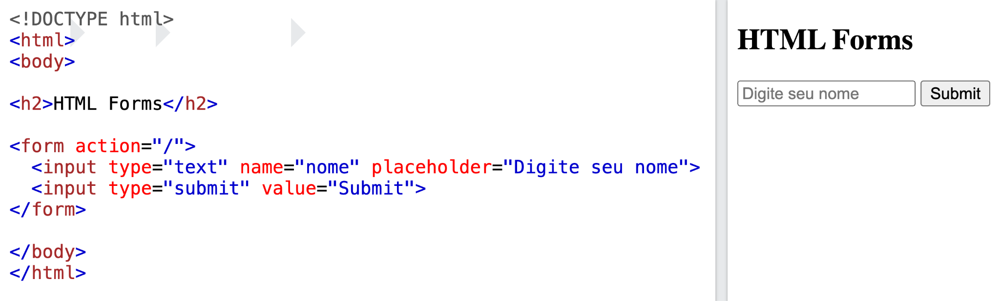 <!DOCTYPE html>
<html>
<body>
<h2>HTML Forms</h2>
<form action="/">
  <input type="text" name="nome" placeholder="Digite seu nome">
  <input type="submit" value="Submit">
</form>
</body>
</html>
HTML Forms
Digite seu nome Submit